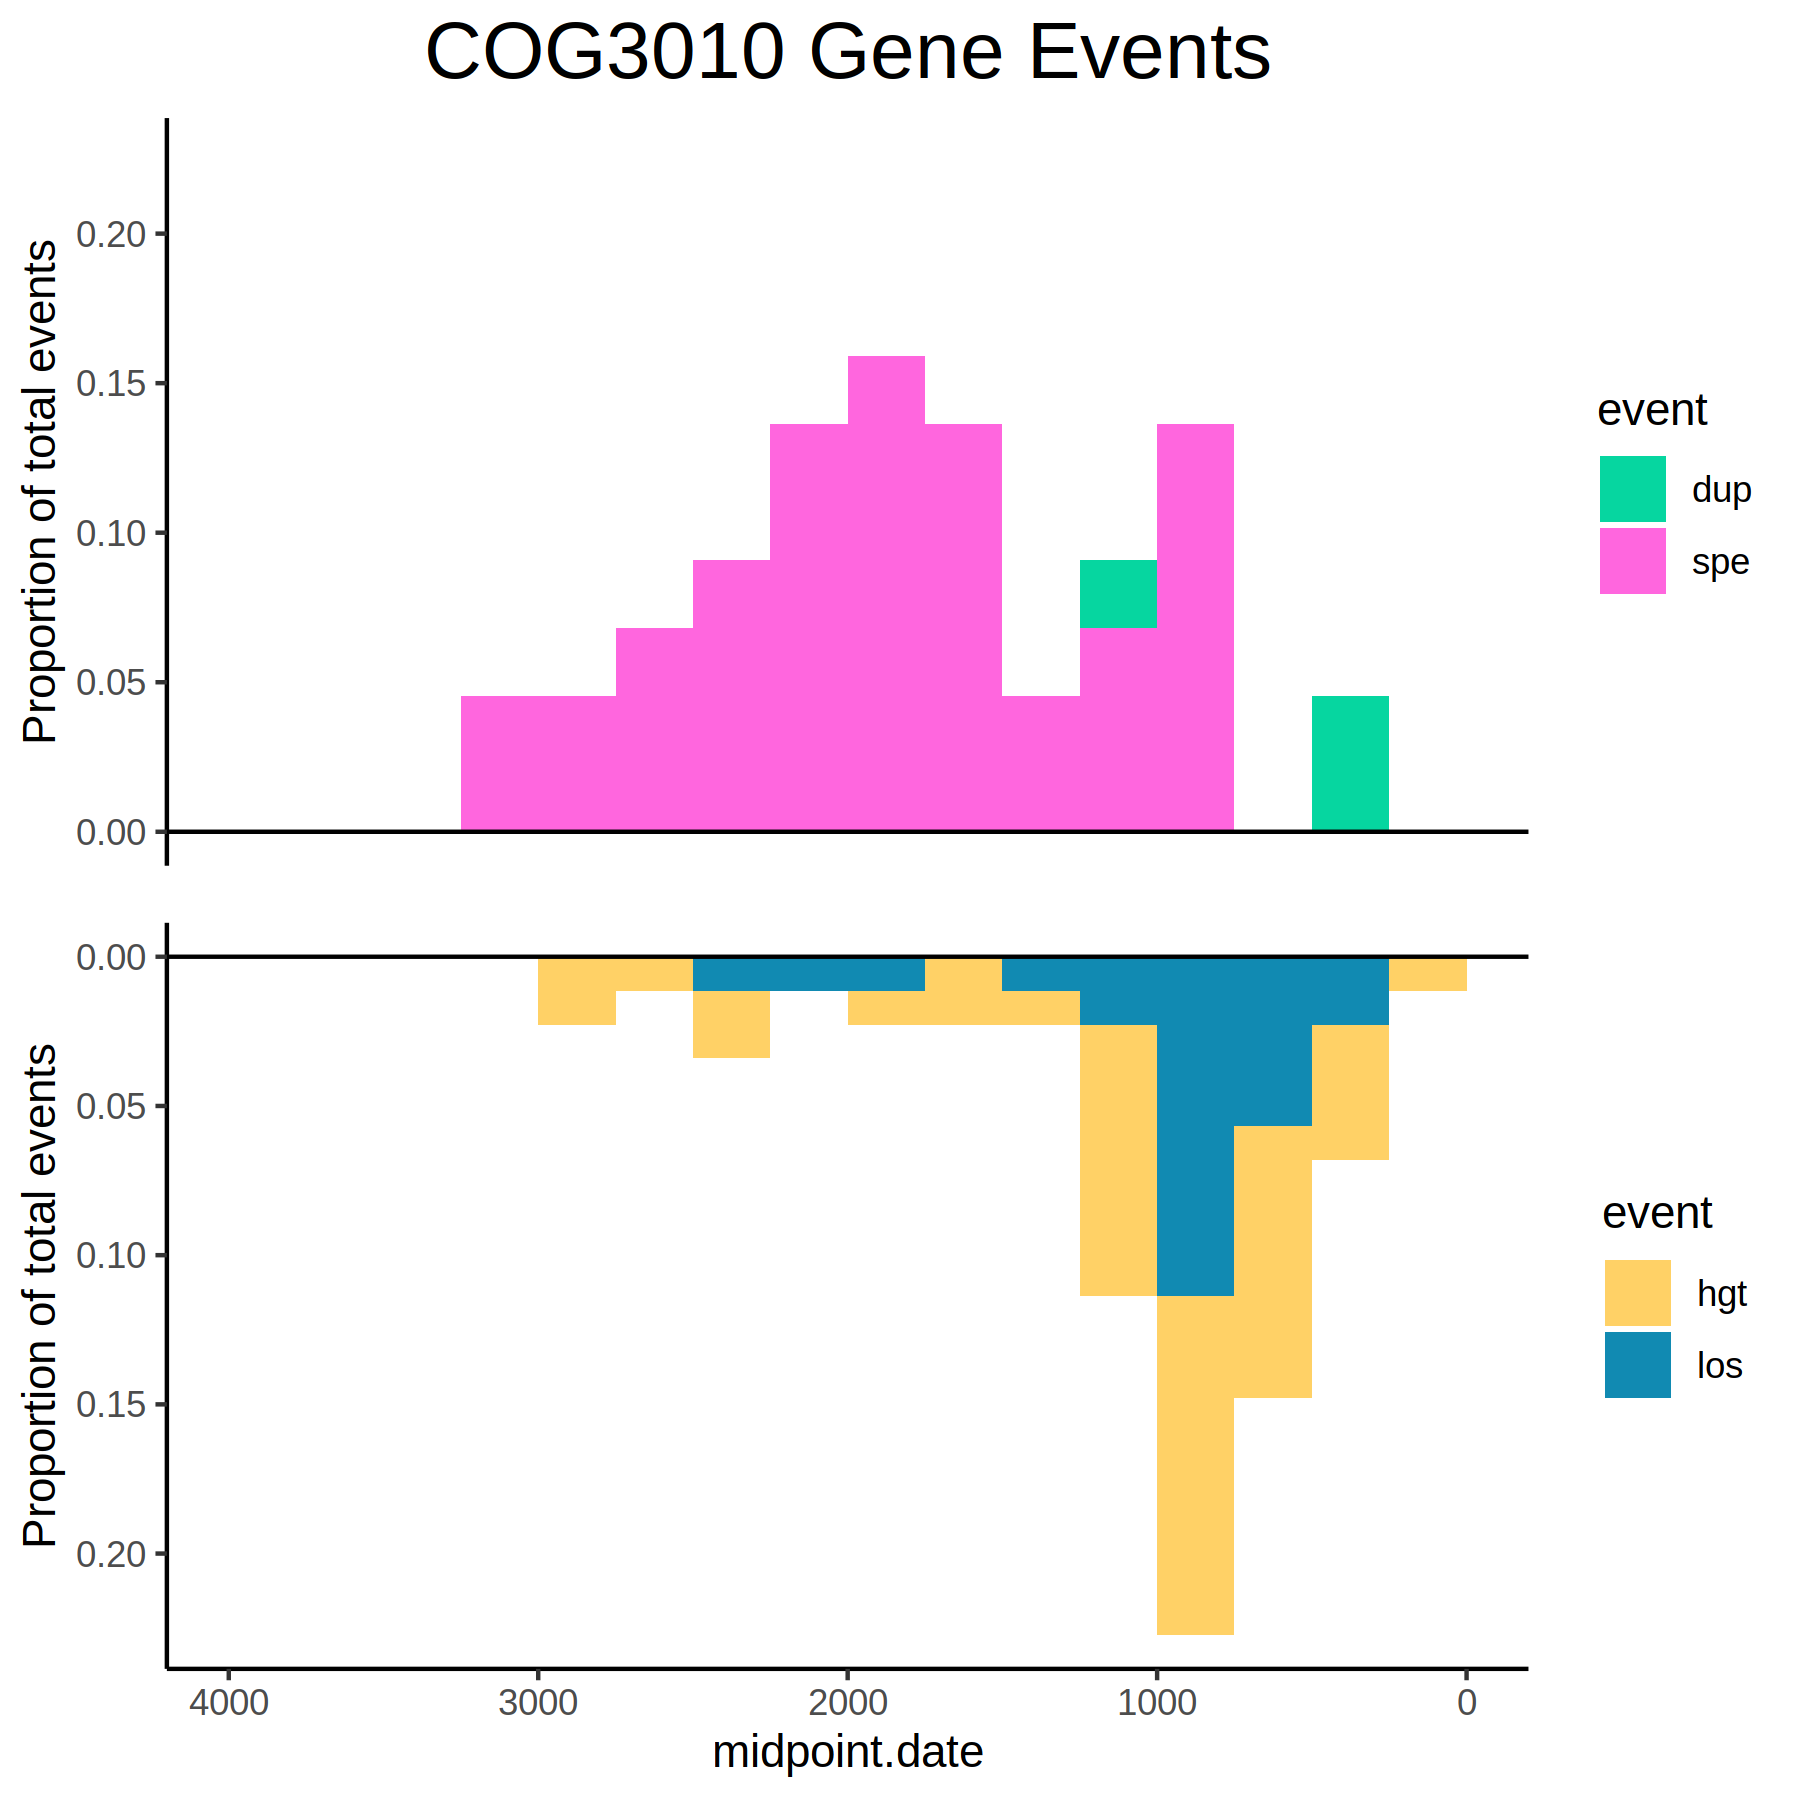 COG3010 Gene Events
Proportion of total events
0.20
0.15
0.10
0.05
0.00
event
dup
spe
Proportion of total events
0.00
0.05
0.10
0.15
0.20
event
hgt
los
4000 3000 2000 1000 0
midpoint.date